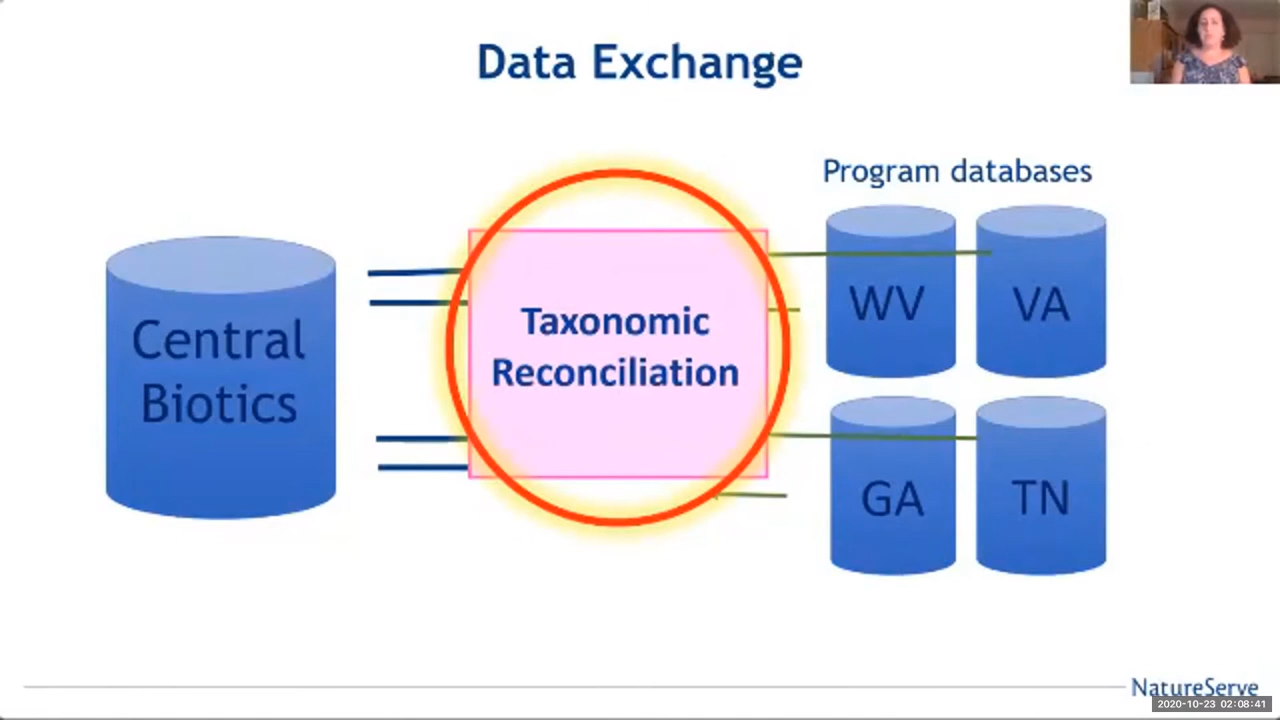 Data Exchange
Program databases
Central
Biotics
Taxonomic
Reconciliation
WV
VA
GA
TN
NatureServe
2020-10-23 02:08:41